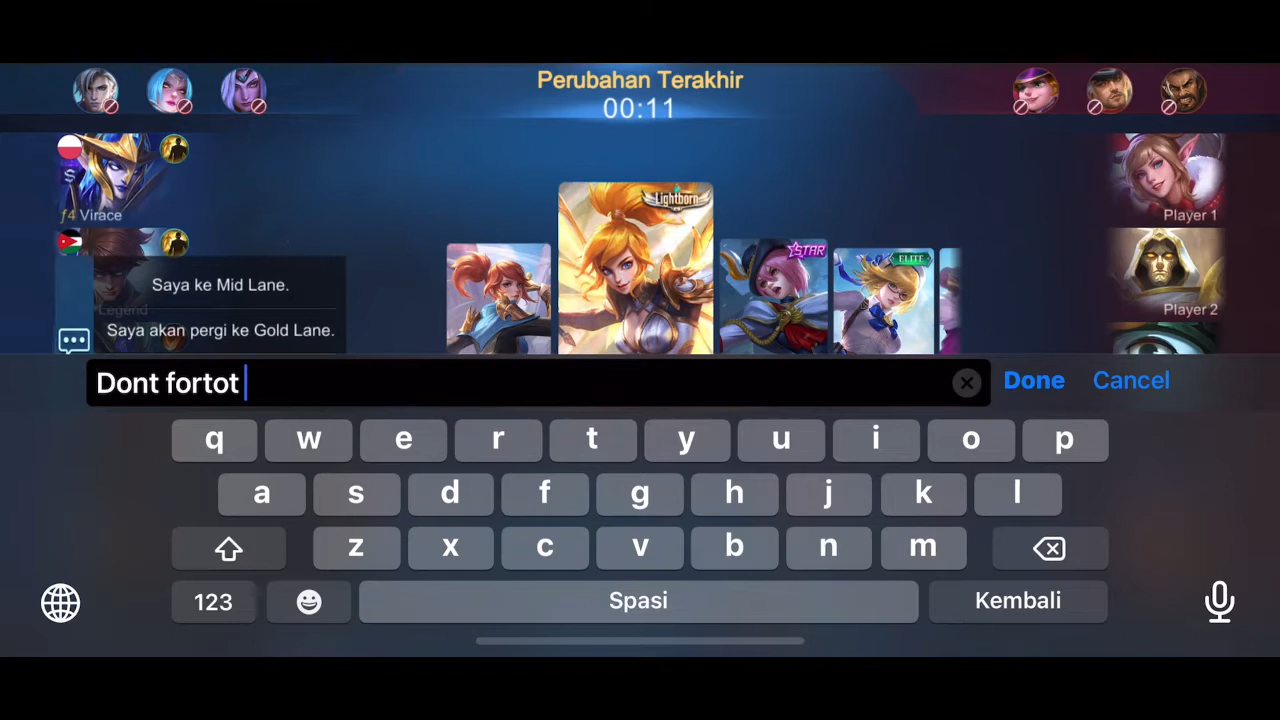 Perubahan Terakhir
00:11
ƒ4 Virace
Legend
Saya ke Mid Lane.
Saya akan pergi ke Gold Lane.
Lightborn
STAR
ELITE
Player 1
Player 2
Dont fortot
Done
Cancel
q w e r t y u i o p
a s d f g h j k l
z x c v b n m
123
Spasi
Kembali